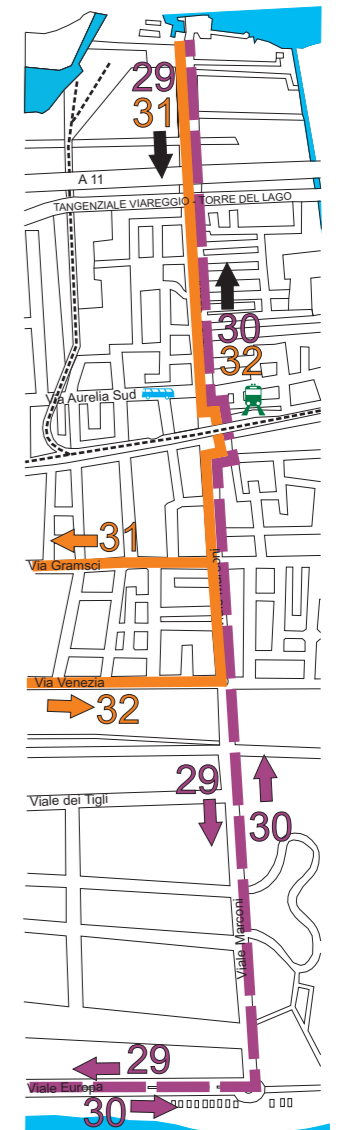 29
31
A 11
TANGENZIALE VIAREGGIO - TORRE DEL LAGO
30
32
Via Aurelia Sud
31
Via Gramsci
Via Venezia
32
29
Viale dei Tigli
30
Viale Marconi
29
Viale Europa
30